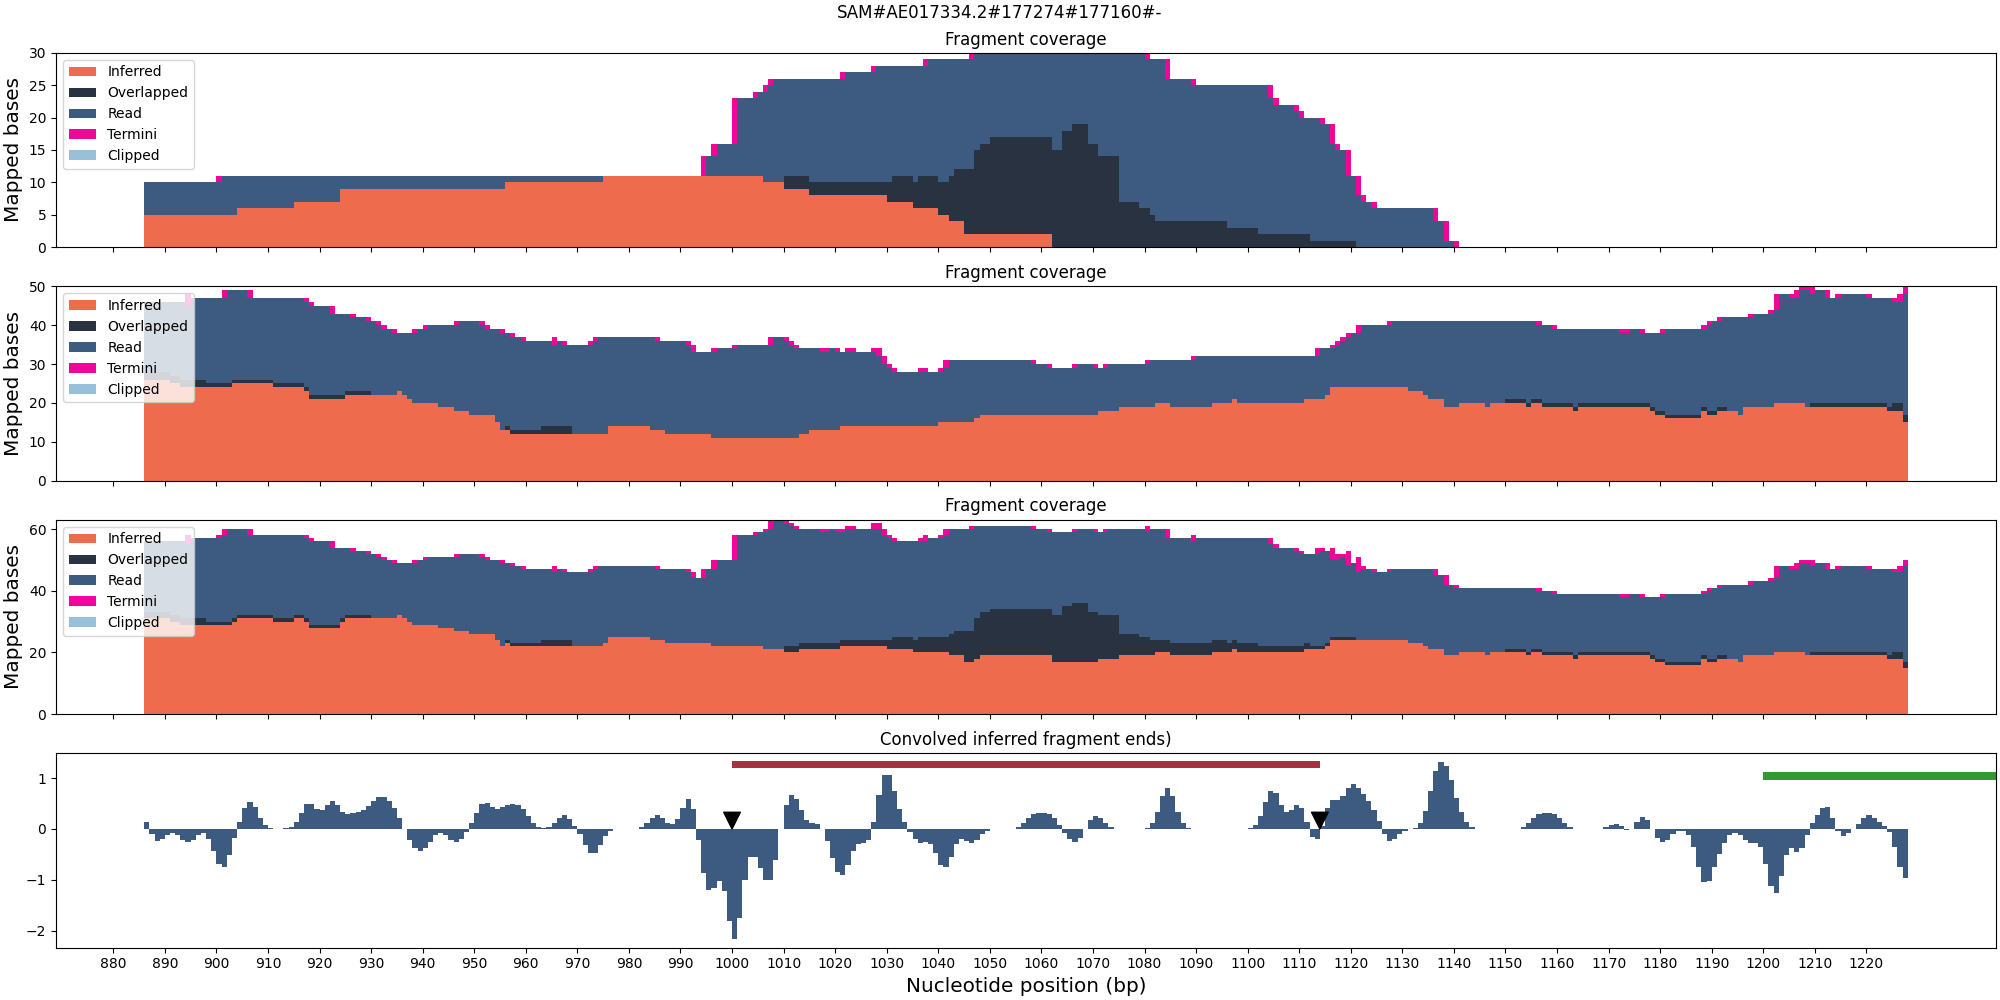 SAM#AE017334.2#177274#177160#-
Fragment coverage
Mapped bases
30
25
20
15
10
5
0
Inferred
Overlapped
Read
Termini
Clipped
Fragment coverage
Mapped bases
50
40
30
20
10
0
Inferred
Overlapped
Read
Termini
Clipped
Fragment coverage
Mapped bases
60
40
20
0
Inferred
Overlapped
Read
Termini
Clipped
Convolved inferred fragment ends)
1
0
−1
−2
880 890 900 910 920 930 940 950 960 970 980 990 1000 1010 1020 1030 1040 1050 1060 1070 1080 1090 1100 1110 1120 1130 1140 1150 1160 1170 1180 1190 1200 1210 1220
Nucleotide position (bp)